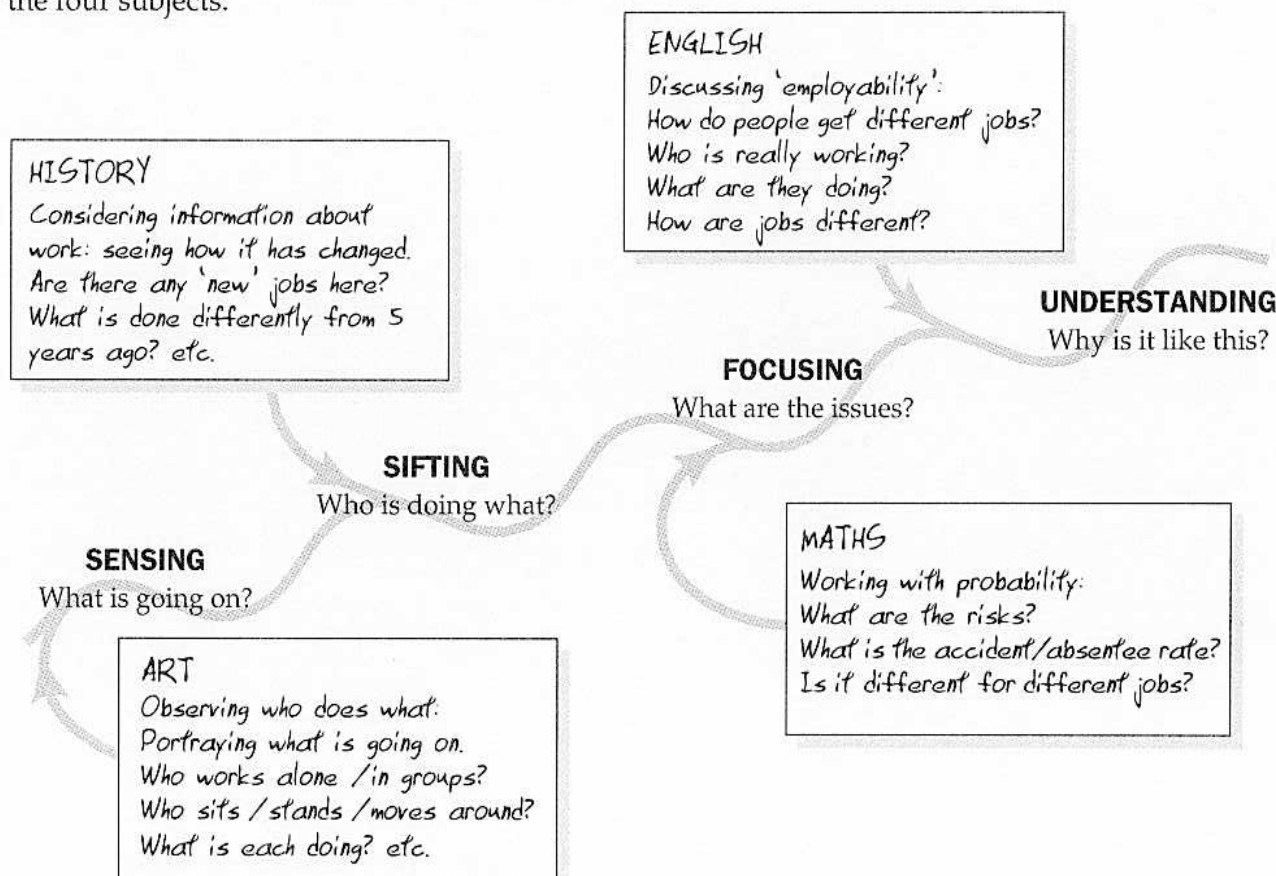 the four subjects.
ENGLISH
Discussing 'employability':
How do people get different jobs?
Who is really working?
What are they doing?
How are jobs different?
HISTORY
Considering information about
work: seeing how it has changed.
Are there any 'new' jobs here?
What is done differently from 5
years ago? etc.
UNDERSTANDING
Why is it like this?
FOCUSING
What are the issues?
SIFTING
Who is doing what?
SENSING
What is going on?
MATHS
Working with probability:
What are the risks?
What is the accident/absentee rate?
Is it different for different jobs?
ART
Observing who does what:
Portraying what is going on.
Who works alone / in groups?
Who sits / stands / moves around?
What is each doing? etc.